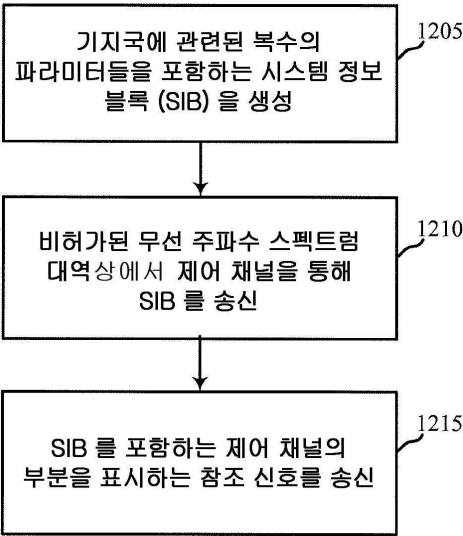 1205
기지국에 관련된 복수의
파라미터들을 포함하는 시스템 정보
블록 (SIB) 을 생성
1210
비허가된 무선 주파수 스펙트럼
대역상에서 제어 채널을 통해
SIB 를 송신
1215
SIB 를 포함하는 제어 채널의
부분을 표시하는 참조 신호를 송신